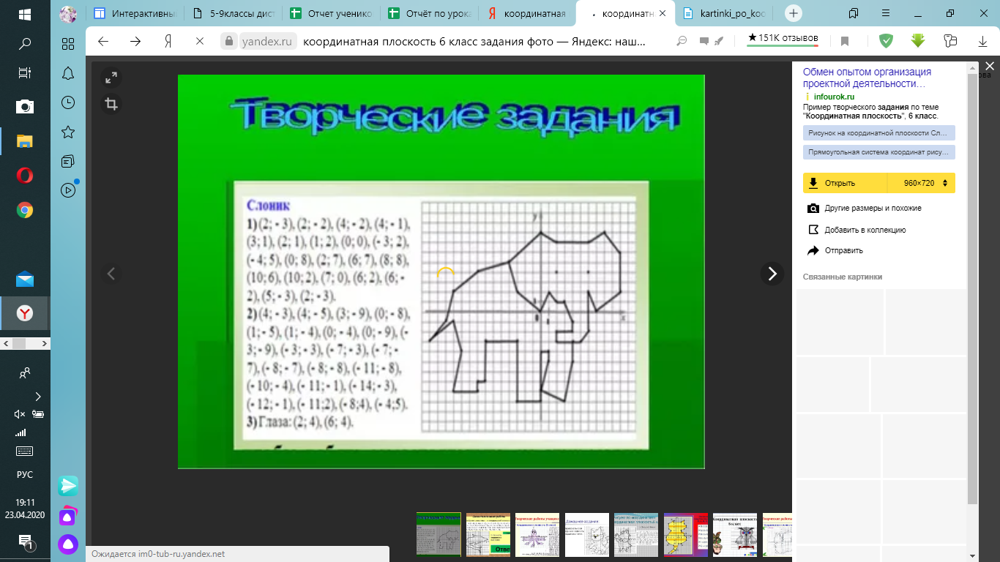 Интерактивны
5-9классы дист
Отчет ученико
Отчёт по урока
координатная
координатн
kartinki_po_коо
yandex.ru
координатная плоскость 6 класс задания фото — Яндекс: наш...
★ 151K отзывов
Творческие задания
Слоник
1) (2; - 3), (2; - 2), (4; - 2), (4; - 1),
(3; 1), (2; 1), (1; 2), (0; 0), (- 3; 2),
(- 4; 5), (0; 8), (2; 7), (6; 7), (8; 8),
(10; 6), (10; 2), (7; 0), (6; 2), (6; -
2), (5; - 3), (2; - 3).
2) (4; - 3), (4; - 5), (3; - 9), (0; - 8),
(1; - 5), (1; - 4), (0; - 4), (0; - 9), (-
3; - 9), (- 3; - 3), (- 7; - 3), (- 7; -
7), (- 8; - 7), (- 8; - 8), (- 11; - 8),
(- 10; - 4), (- 11; - 1), (- 14; - 3),
(- 12; - 1), (- 11;2), (- 8;4), (- 4;5).
3) Глаза: (2; 4), (6; 4).
y
x
Обмен опытом организация
проектной деятельности...
infourok.ru
Пример творческого задания по теме
"Координатная плоскость", 6 класс.
Рисунок на координатной плоскости Сл...
Прямоугольная система координат рису...
Открыть
960×720
Другие размеры и похожие
Добавить в коллекцию
Отправить
Связанные картинки
РУС
19:11
23.04.2020
Ожидается im0-tub-ru.yandex.net